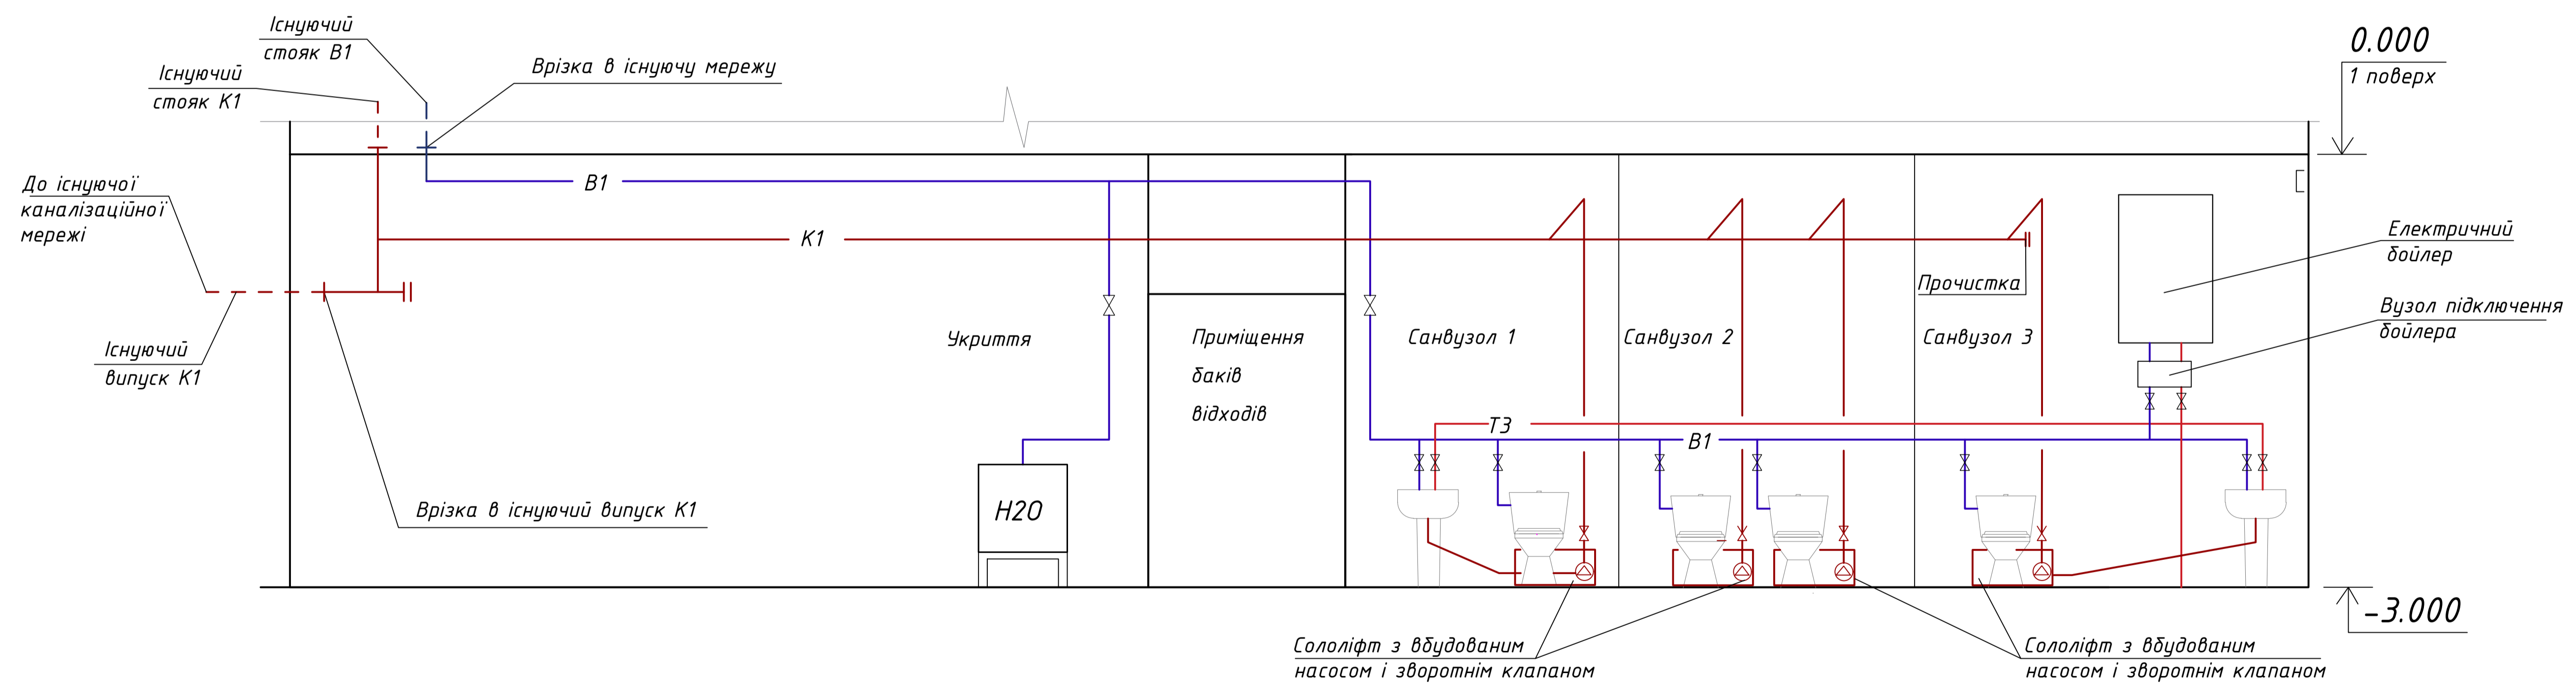 Існуючий
стояк В1
Існуючий
стояк К1
Врізка в існуючу мережу
0.000
1 поверх
До існуючої
каналізаційної
мережі
В1
К1
Прочистка
Електричний
бойлер
Вузол підключення
бойлера
Існуючий
випуск К1
Укриття
Приміщення
баків
відходів
Санвузол 1
Санвузол 2
Санвузол 3
Т3
В1
Врізка в існуючий випуск К1
H2O
-3.000
Сололіфт з вбудованим
насосом і зворотнім клапаном
Сололіфт з вбудованим
насосом і зворотнім клапаном